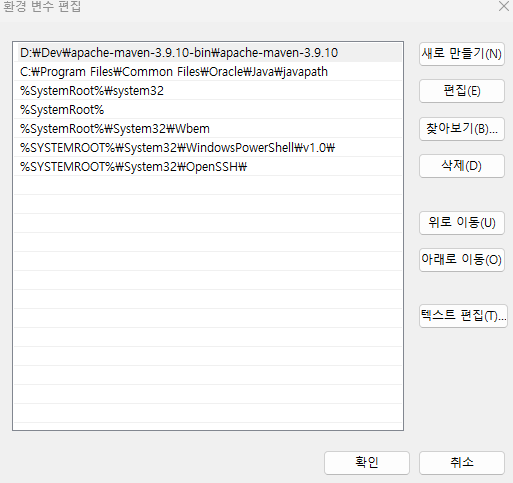 환경 변수 편집
D:₩Dev₩apache-maven-3.9.10-bin₩apache-maven-3.9.10
C:₩Program Files₩Common Files₩Oracle₩Java₩javapath
%SystemRoot%₩system32
%SystemRoot%
%SystemRoot%₩System32₩Wbem
%SYSTEMROOT%₩System32₩WindowsPowerShell₩v1.0₩
%SYSTEMROOT%₩System32₩OpenSSH₩
새로 만들기(N)
편집(E)
찾아보기(B)...
삭제(D)
위로 이동(U)
아래로 이동(O)
텍스트 편집(T)...
확인
취소